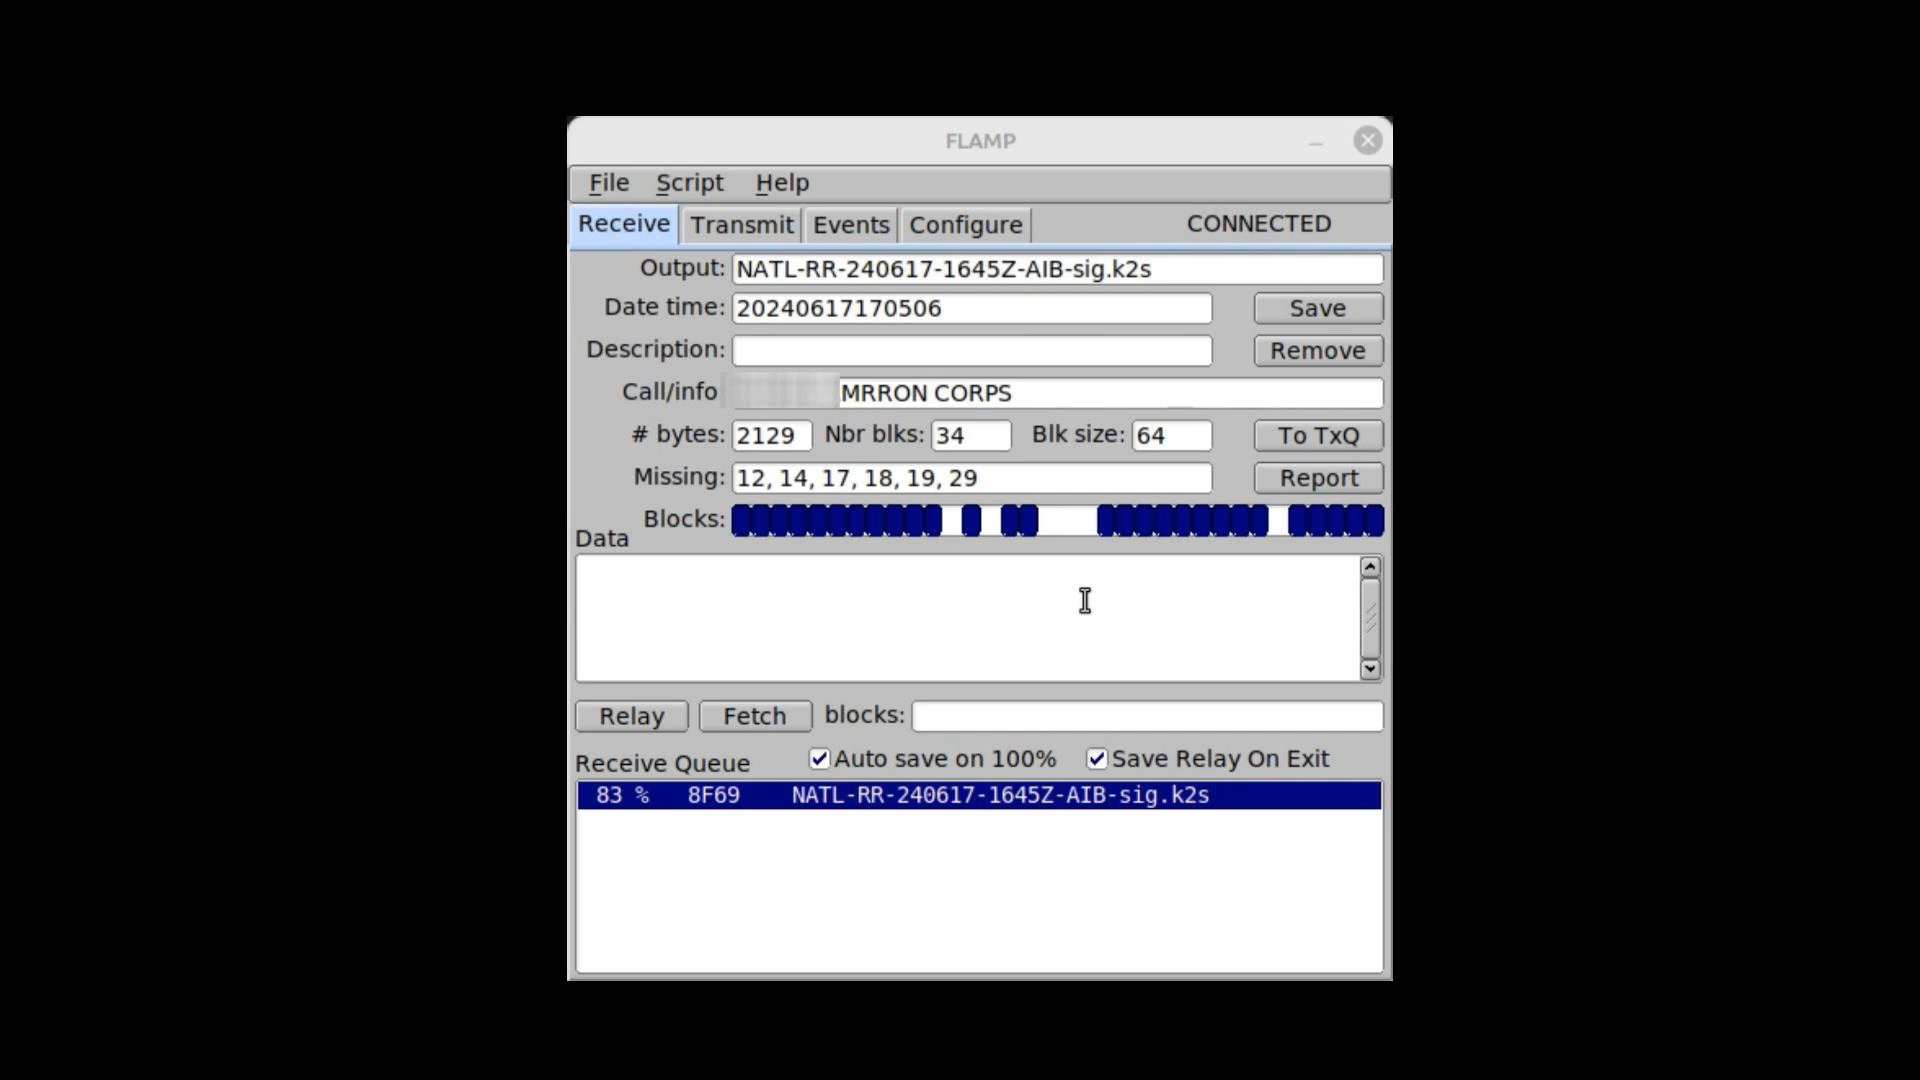 FLAMP
File Script Help
Receive Transmit Events Configure CONNECTED
Output: NATL-RR-240617-1645Z-AIB-sig.k2s
Date time: 20240617170506 Save
Description: Remove
Call/info MRRON CORPS
# bytes: 2129 Nbr blks: 34 Blk size: 64 To TxQ
Missing: 12, 14, 17, 18, 19, 29 Report
Blocks:
Data
Relay Fetch blocks:
Receive Queue Auto save on 100% Save Relay On Exit
83 % 8F69 NATL-RR-240617-1645Z-AIB-sig.k2s